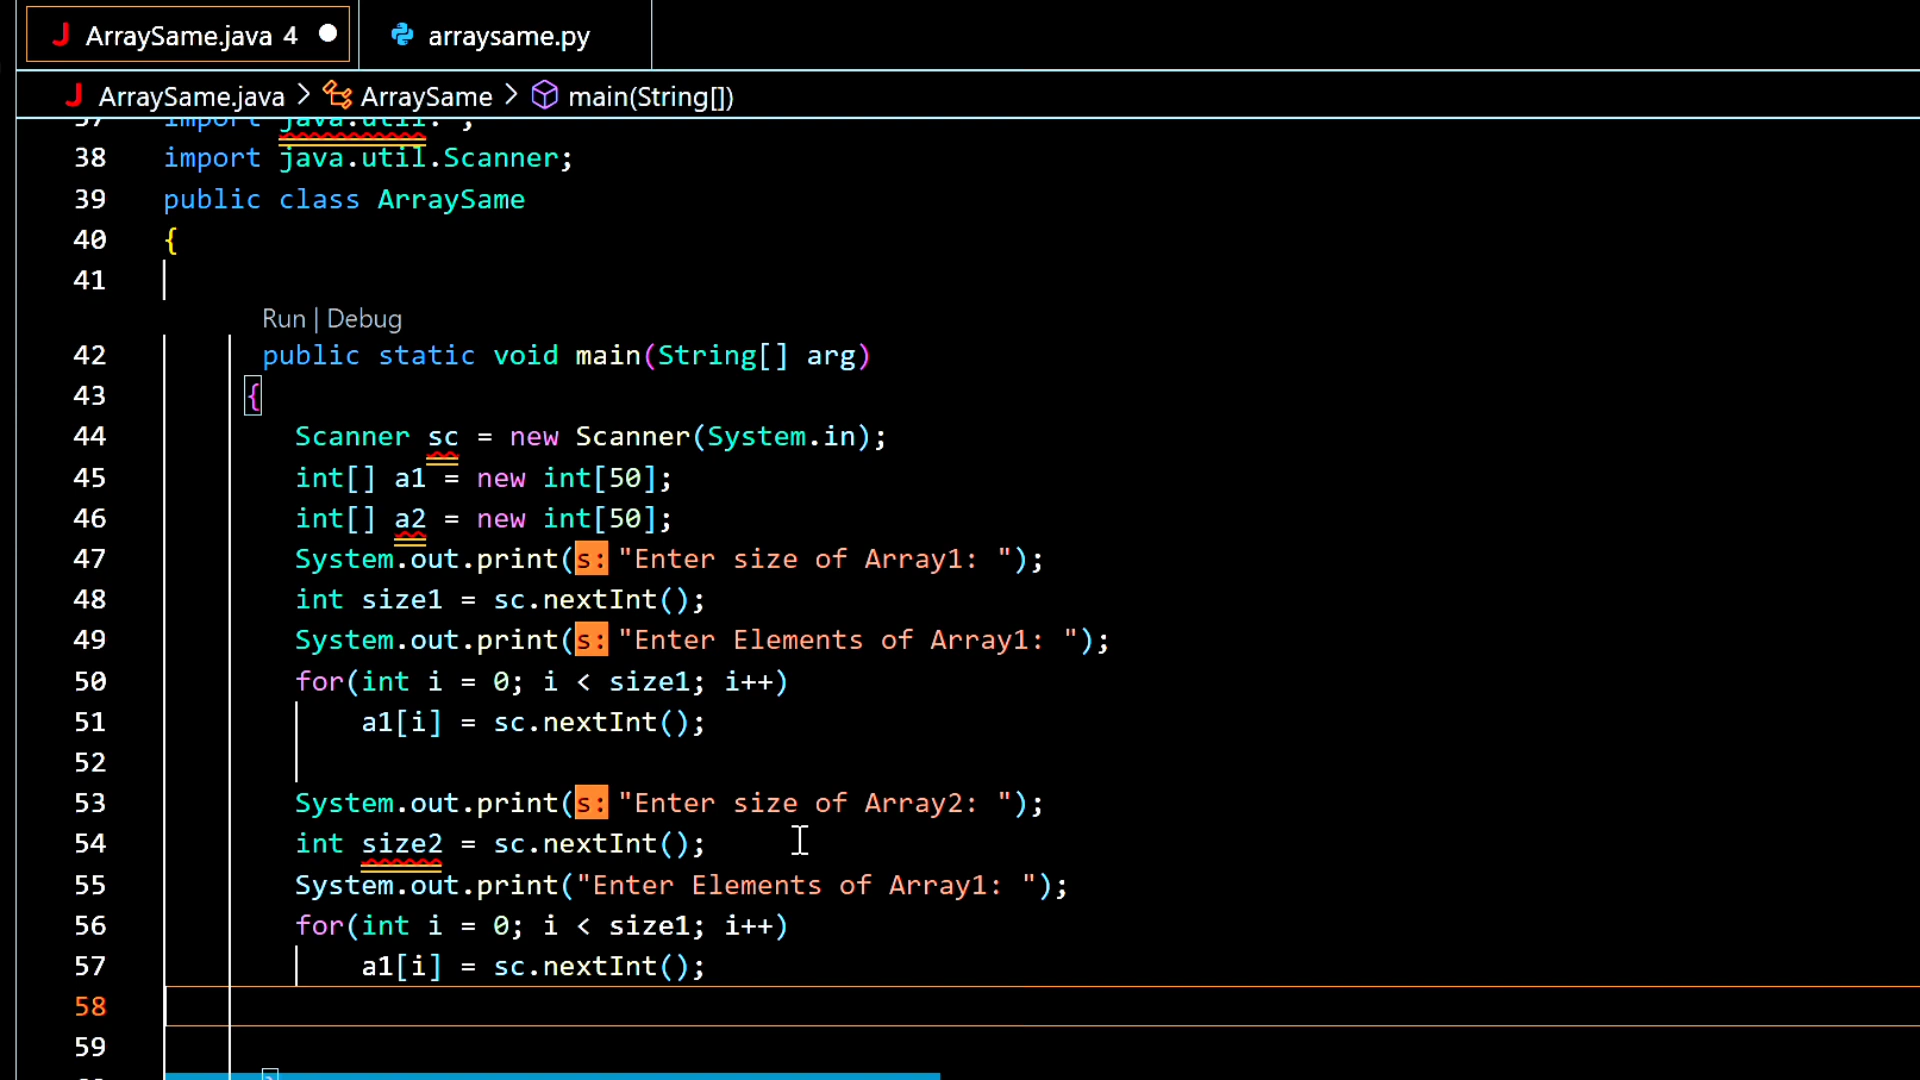 ArraySame.java 4
arraysame.py
ArraySame.java > ArraySame > main(String[])
37 import java.util. ;
38 import java.util.Scanner;
39 public class ArraySame
40 {
41
Run | Debug
42 public static void main(String[] arg)
43 {
44 Scanner sc = new Scanner(System.in);
45 int[] a1 = new int[50];
46 int[] a2 = new int[50];
47 System.out.print(s: "Enter size of Array1: ");
48 int size1 = sc.nextInt();
49 System.out.print(s: "Enter Elements of Array1: ");
50 for(int i = 0; i < size1; i++)
51 a1[i] = sc.nextInt();
52
53 System.out.print(s: "Enter size of Array2: ");
54 int size2 = sc.nextInt();
55 System.out.print("Enter Elements of Array1: ");
56 for(int i = 0; i < size1; i++)
57 a1[i] = sc.nextInt();
58
59